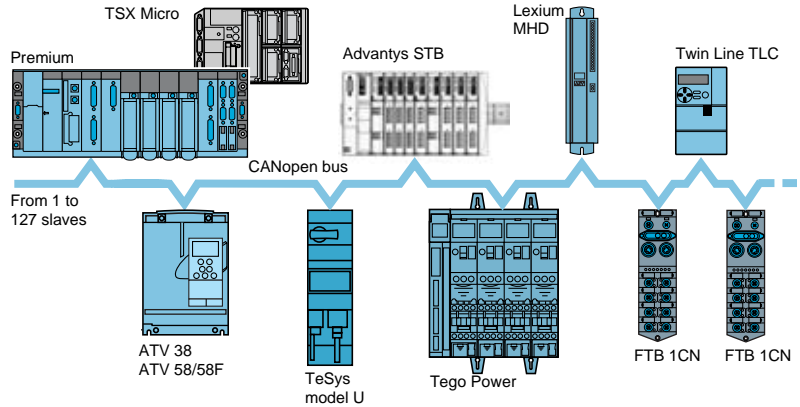 TSX Micro
Premium
Advantys STB
Lexium
MHD
Twin Line TLC
CANopen bus
From 1 to
127 slaves
ATV 38
ATV 58/58F
TeSys
model U
Tego Power
FTB 1CN
FTB 1CN